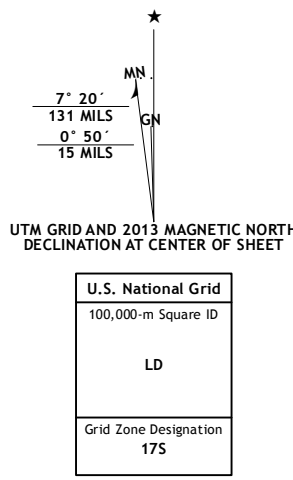 MN
7° 20´
131 MILS
GN
0° 50´
15 MILS
UTM GRID AND 2013 MAGNETIC NORTH
DECLINATION AT CENTER OF SHEET
U.S. National Grid
100,000-m Square ID
LD
Grid Zone Designation
17S